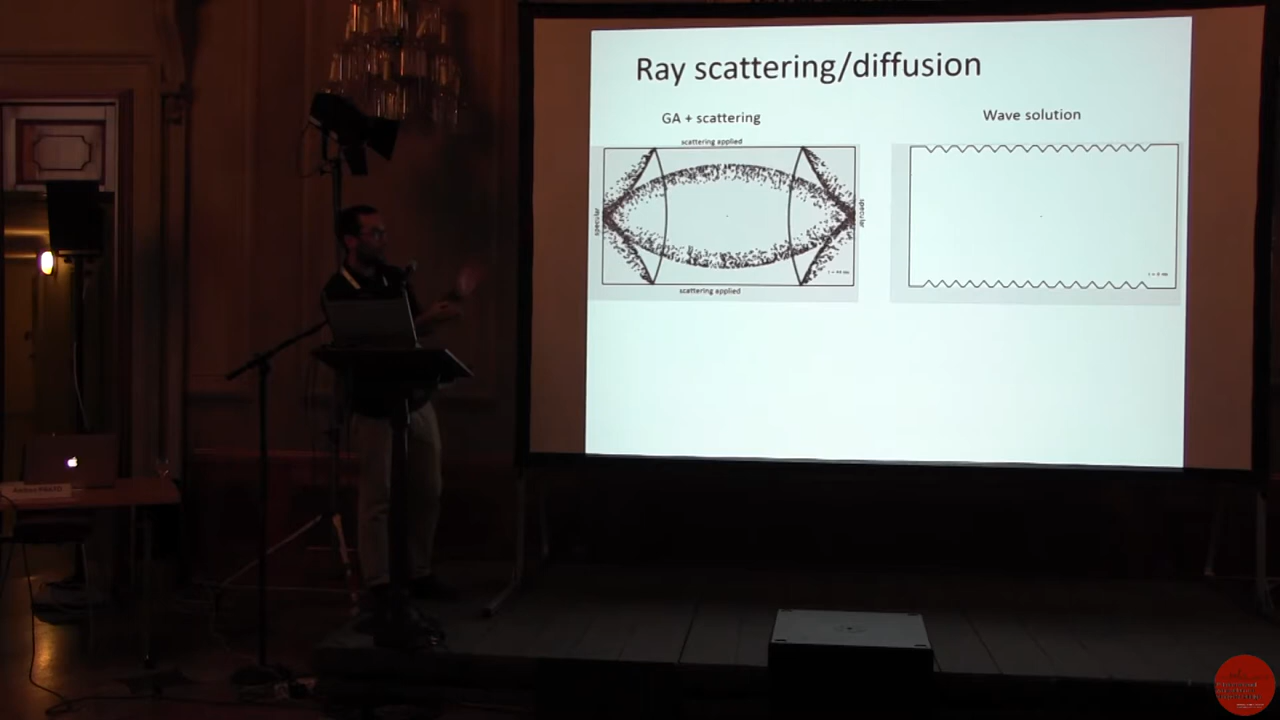 Ray scattering/diffusion
GA + scattering
Wave solution
scattering applied
specular
specular
scattering applied